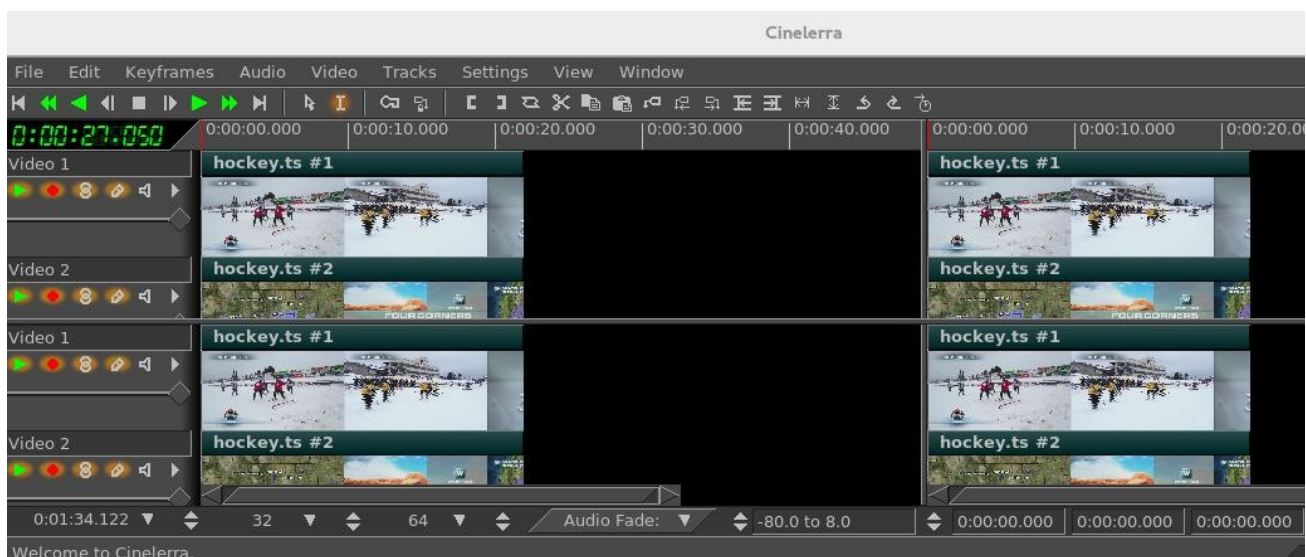 Cinelerra
File Edit Keyframes Audio Video Tracks Settings View Window
0:00:27:050 0:00:00.000 0:00:10.000 0:00:20.000 0:00:30.000 0:00:40.000 0:00:00.000 0:00:10.000 0:00:20.0
Video 1 hockey.ts #1 hockey.ts #1
Video 2 hockey.ts #2 hockey.ts #2
FOUR CORNERS FOUR CORNERS
Video 1 hockey.ts #1 hockey.ts #1
Video 2 hockey.ts #2 hockey.ts #2
0:01:34.122 32 64 Audio Fade: -80.0 to 8.0 0:00:00.000 0:00:00.000 0:00:00.000
Welcome to Cinelerra.